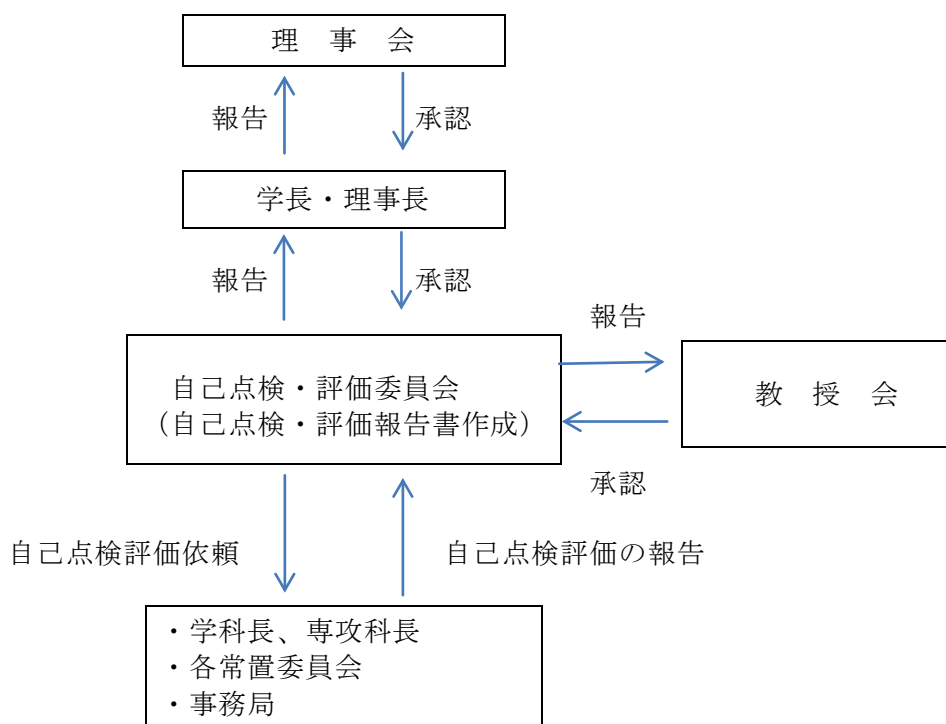 理　事　会
報告
承認
学長・理事長
報告
承認
報告
自己点検・評価委員会
（自己点検・評価報告書作成）
教　授　会
承認
自己点検評価依頼
自己点検評価の報告
・学科長、専攻科長
・各常置委員会
・事務局